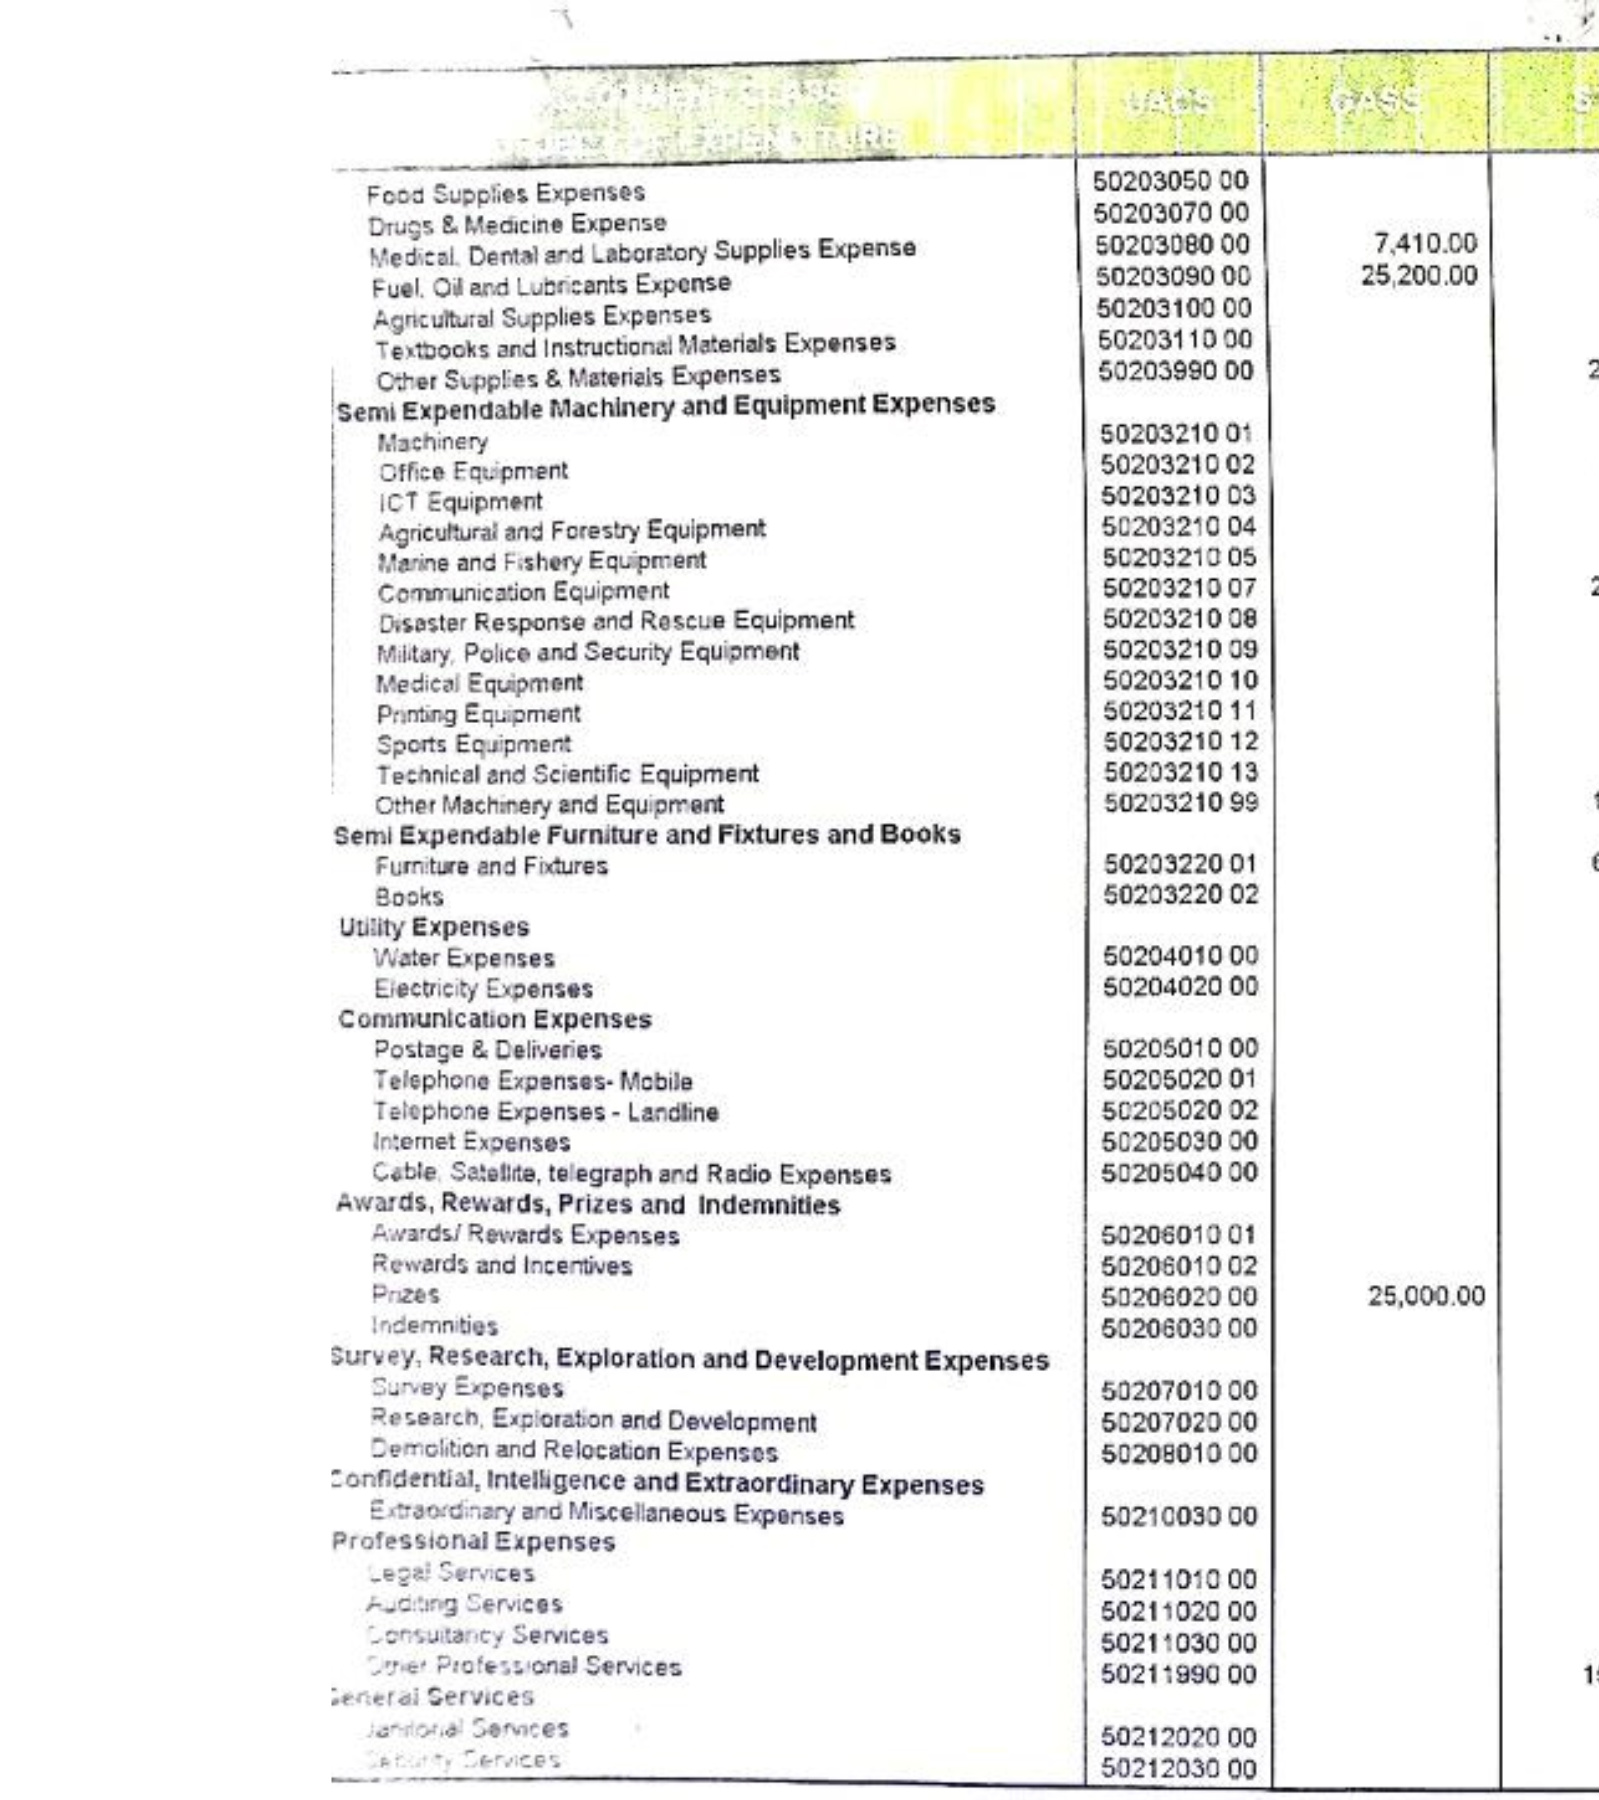 UACS GASS S
OF EXPENDITURE
Food Supplies Expenses 50203050 00
Drugs & Medicine Expense 50203070 00
Medical, Dental and Laboratory Supplies Expense 50203080 00 7,410.00
Fuel, Oil and Lubricants Expense 50203090 00 25,200.00
Agricultural Supplies Expenses 50203100 00
Textbooks and Instructional Materials Expenses 50203110 00
Other Supplies & Materials Expenses 50203990 00 2
Semi Expendable Machinery and Equipment Expenses
Machinery 50203210 01
Office Equipment 50203210 02
ICT Equipment 50203210 03
Agricultural and Forestry Equipment 50203210 04
Marine and Fishery Equipment 50203210 05
Communication Equipment 50203210 07 2
Disaster Response and Rescue Equipment 50203210 08
Military, Police and Security Equipment 50203210 09
Medical Equipment 50203210 10
Printing Equipment 50203210 11
Sports Equipment 50203210 12
Technical and Scientific Equipment 50203210 13
Other Machinery and Equipment 50203210 99
Semi Expendable Furniture and Fixtures and Books
Furniture and Fixtures 50203220 01 6
Books 50203220 02
Utility Expenses
Water Expenses 50204010 00
Electricity Expenses 50204020 00
Communication Expenses
Postage & Deliveries 50205010 00
Telephone Expenses- Mobile 50205020 01
Telephone Expenses - Landline 50205020 02
Internet Expenses 50205030 00
Cable, Satellite, telegraph and Radio Expenses 50205040 00
Awards, Rewards, Prizes and Indemnities
Awards/ Rewards Expenses 50206010 01
Rewards and Incentives 50206010 02
Prizes 50206020 00 25,000.00
Indemnities 50206030 00
Survey, Research, Exploration and Development Expenses
Survey Expenses 50207010 00
Research, Exploration and Development 50207020 00
Demolition and Relocation Expenses 50208010 00
Confidential, Intelligence and Extraordinary Expenses
Extraordinary and Miscellaneous Expenses 50210030 00
Professional Expenses
Legal Services 50211010 00
Auditing Services 50211020 00
Consultancy Services 50211030 00
Other Professional Services 50211990 00 1
General Services
Janitorial Services 50212020 00
Security Services 50212030 00